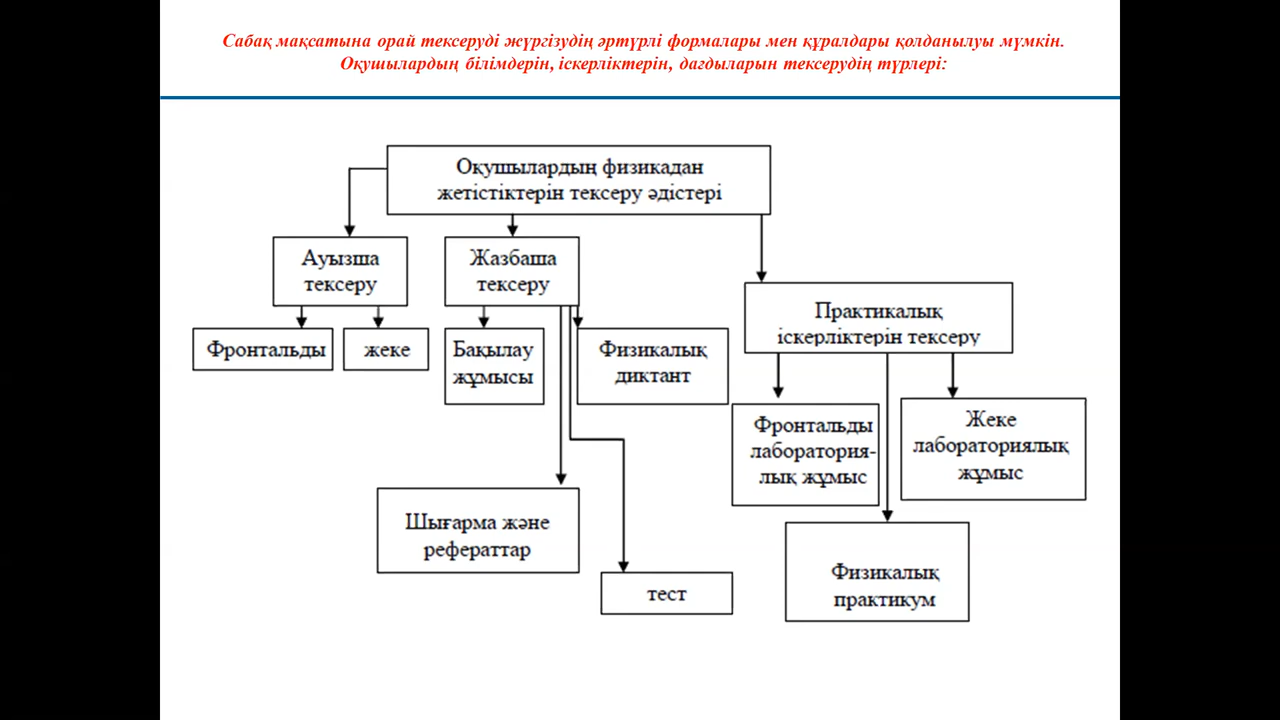 Сабақ мақсатына орай тексеруді жүргізудің әртүрлі формалары мен құралдары қолданылуы мүмкін.
Оқушылардың білімдерін, іскерліктерін, дағдыларын тексерудің түрлері:
Оқушылардың физикадан
жетістіктерін тексеру әдістері
Ауызша
тексеру
Жазбаша
тексеру
Практикалық
іскерліктерін тексеру
Фронтальды
жеке
Бақылау
жұмысы
Физикалық
диктант
Фронтальды
лаборатория-
лық жұмыс
Жеке
лабораториялық
жұмыс
Шығарма және
рефераттар
тест
Физикалық
практикум